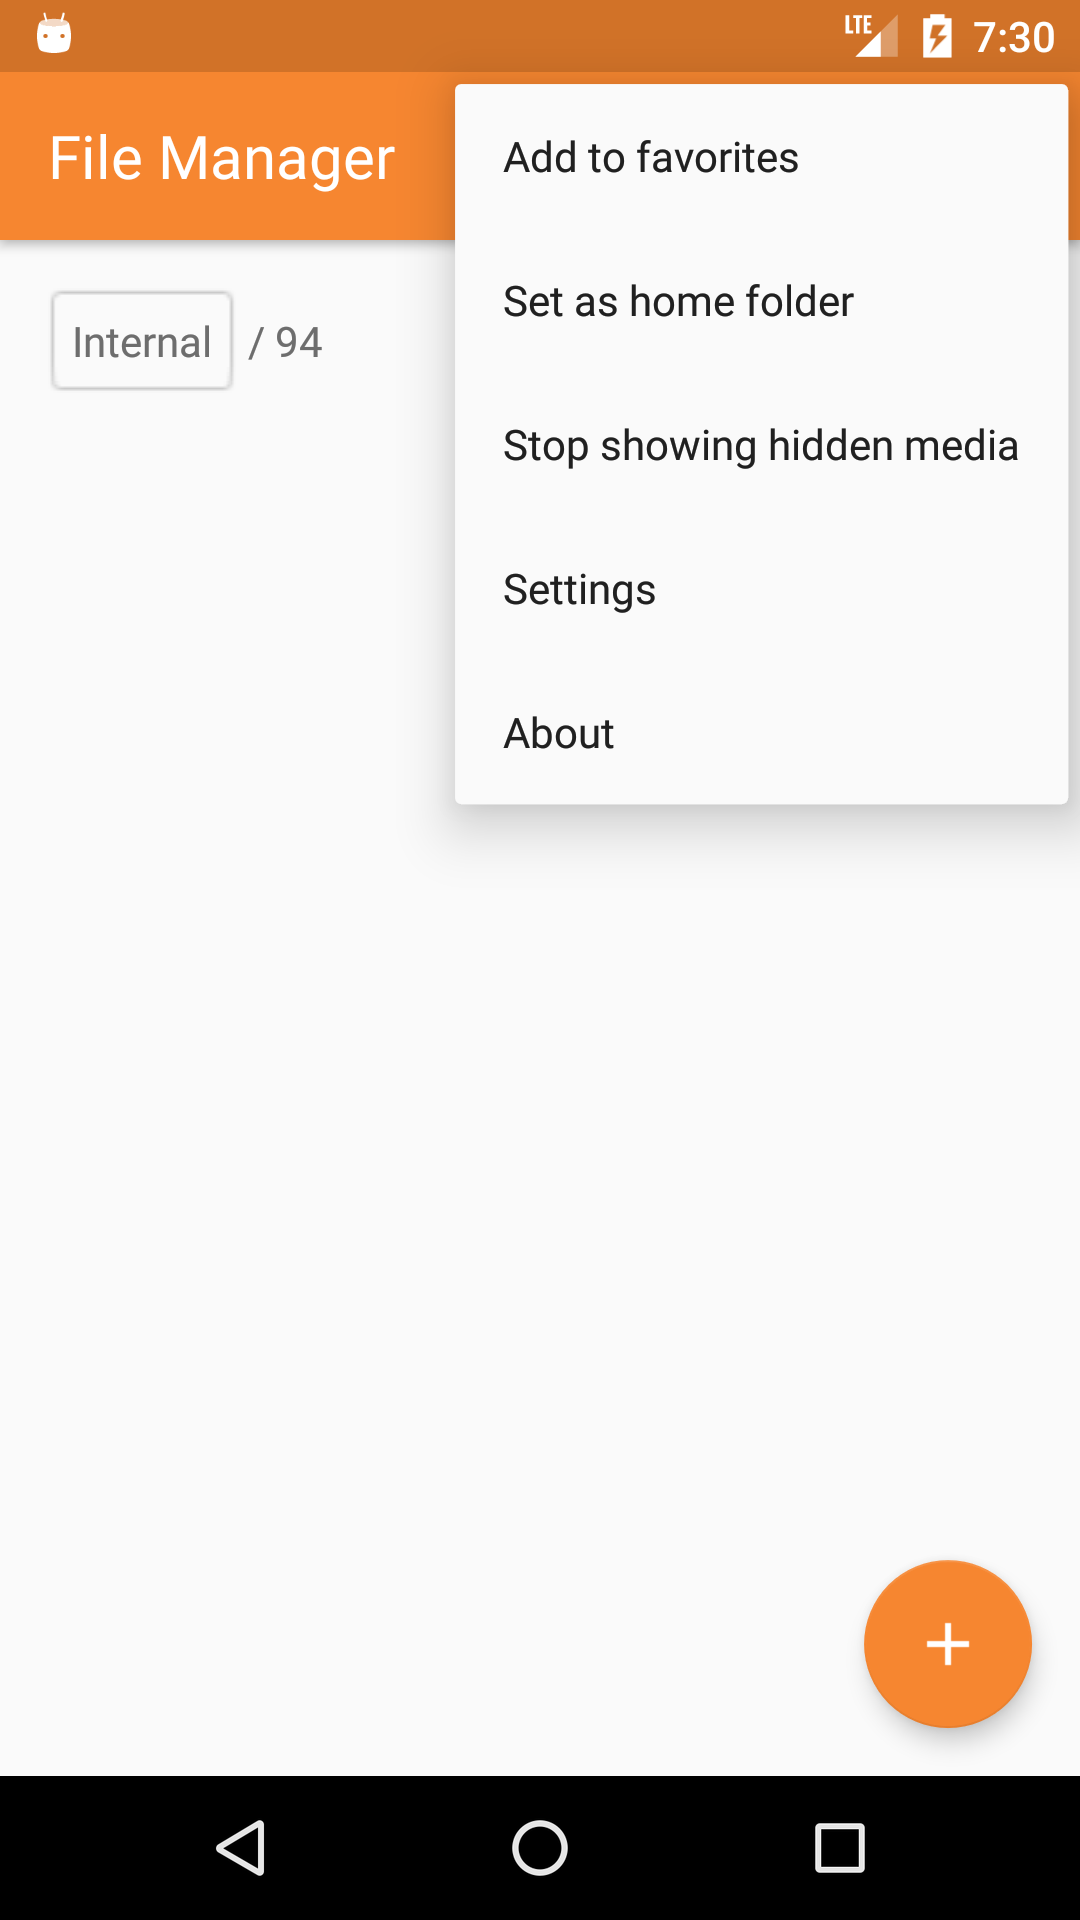 LTE 7:30
File Manager
Add to favorites
Set as home folder
Internal / 94
Stop showing hidden media
Settings
About